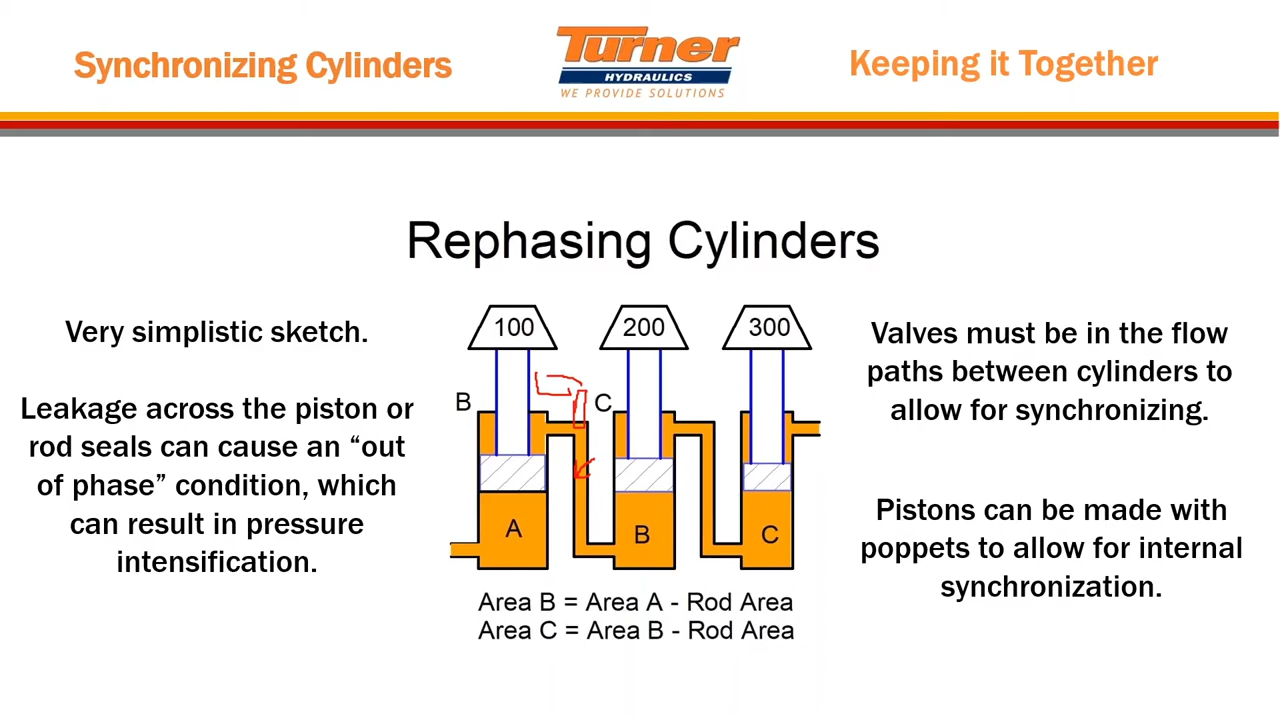 Synchronizing Cylinders
Turner
HYDRAULICS
WE PROVIDE SOLUTIONS
Keeping it Together
Rephasing Cylinders
Very simplistic sketch.
Leakage across the piston or
rod seals can cause an “out
of phase” condition, which
can result in pressure
intensification.
100
200
300
B
C
A
B
C
Area B = Area A - Rod Area
Area C = Area B - Rod Area
Valves must be in the flow
paths between cylinders to
allow for synchronizing.
Pistons can be made with
poppets to allow for internal
synchronization.